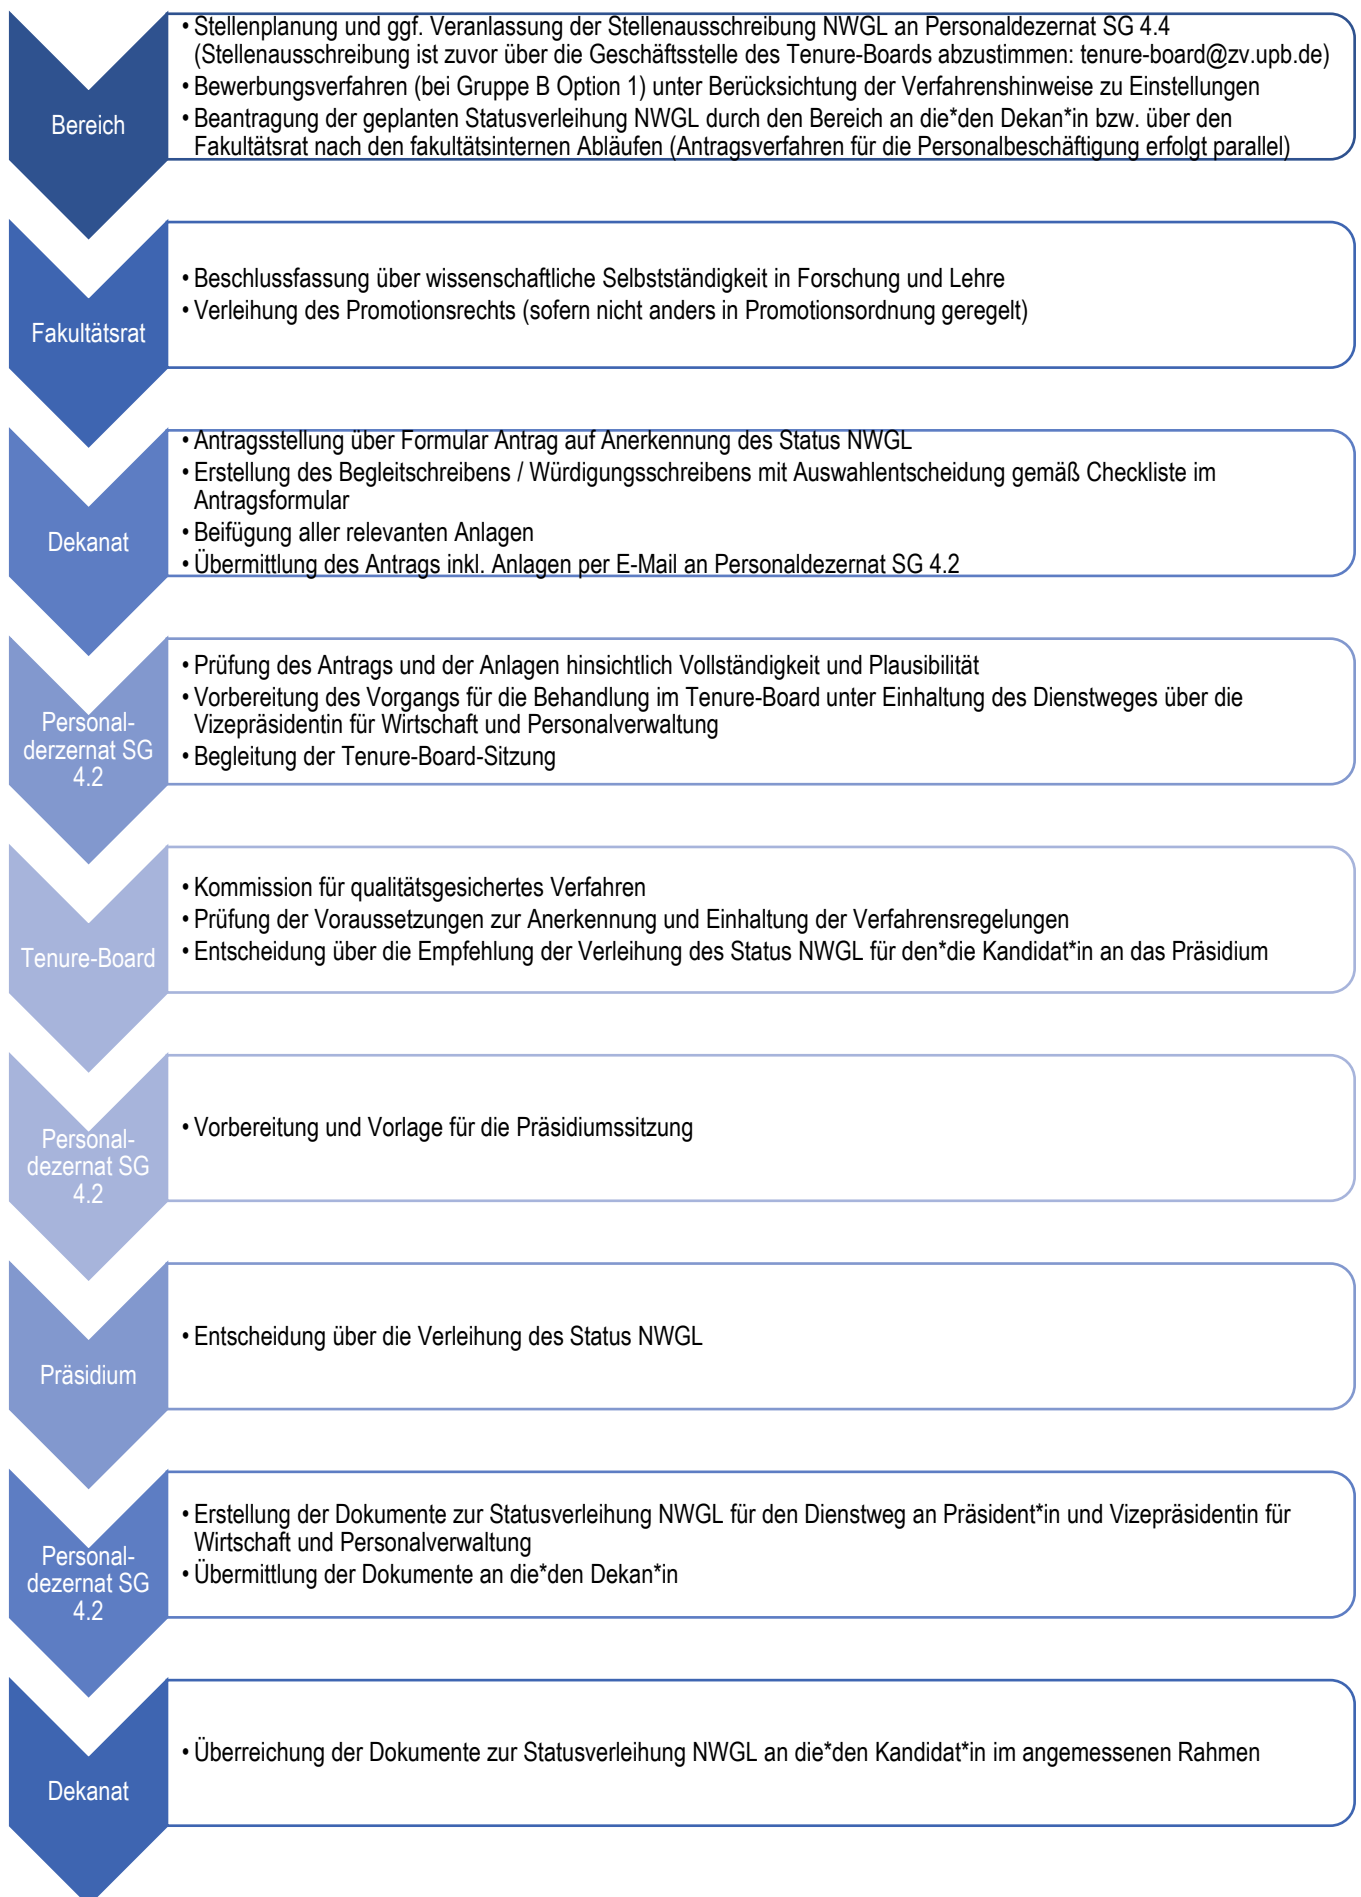 • Stellenplanung und ggf. Veranlassung der Stellenausschreibung NWGL an Personaldezernat SG 4.4
(Stellenausschreibung ist zuvor über die Geschäftsstelle des Tenure-Boards abzustimmen: tenure-board@zv.upb.de)
• Bewerbungsverfahren (bei Gruppe B Option 1) unter Berücksichtung der Verfahrenshinweise zu Einstellungen
Bereich
• Beantragung der geplanten Statusverleihung NWGL durch den Bereich an die*den Dekan*in bzw. über den
Fakultätsrat nach den fakultätsinternen Abläufen (Antragsverfahren für die Personalbeschäftigung erfolgt parallel)
Fakultätsrat
• Beschlussfassung über wissenschaftliche Selbstständigkeit in Forschung und Lehre
• Verleihung des Promotionsrechts (sofern nicht anders in Promotionsordnung geregelt)
Dekanat
• Antragsstellung über Formular Antrag auf Anerkennung des Status NWGL
• Erstellung des Begleitschreibens / Würdigungsschreibens mit Auswahlentscheidung gemäß Checkliste im
Antragsformular
• Beifügung aller relevanten Anlagen
• Übermittlung des Antrags inkl. Anlagen per E-Mail an Personaldezernat SG 4.2
Personal-
derzernat SG
4.2
• Prüfung des Antrags und der Anlagen hinsichtlich Vollständigkeit und Plausibilität
• Vorbereitung des Vorgangs für die Behandlung im Tenure-Board unter Einhaltung des Dienstweges über die
Vizepräsidentin für Wirtschaft und Personalverwaltung
• Begleitung der Tenure-Board-Sitzung
Tenure-Board
• Kommission für qualitätsgesichertes Verfahren
• Prüfung der Voraussetzungen zur Anerkennung und Einhaltung der Verfahrensregelungen
• Entscheidung über die Empfehlung der Verleihung des Status NWGL für den*die Kandidat*in an das Präsidium
Personal-
dezernat SG
4.2
• Vorbereitung und Vorlage für die Präsidiumssitzung
Präsidium
• Entscheidung über die Verleihung des Status NWGL
Personal-
dezernat SG
4.2
• Erstellung der Dokumente zur Statusverleihung NWGL für den Dienstweg an Präsident*in und Vizepräsidentin für
Wirtschaft und Personalverwaltung
• Übermittlung der Dokumente an die*den Dekan*in
Dekanat
• Überreichung der Dokumente zur Statusverleihung NWGL an die*den Kandidat*in im angemessenen Rahmen